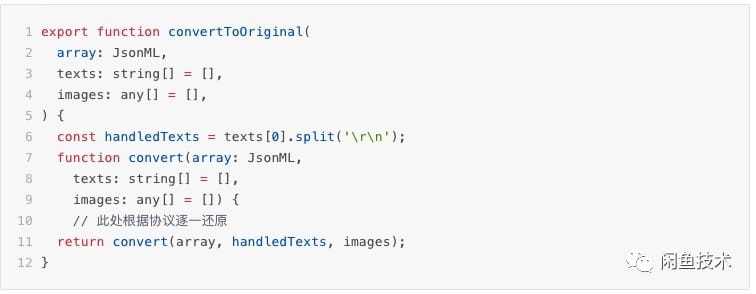 1 export function convertToOriginal(
2   array: JsonML,
3   texts: string[] = [],
4   images: any[] = [],
5 ) {
6   const handledTexts = texts[0].split('\r\n');
7   function convert(array: JsonML,
8     texts: string[] = [],
9     images: any[] = []) {
10     // 此处根据协议逐一还原
11   return convert(array, handledTexts, images);
12 }
闲鱼技术